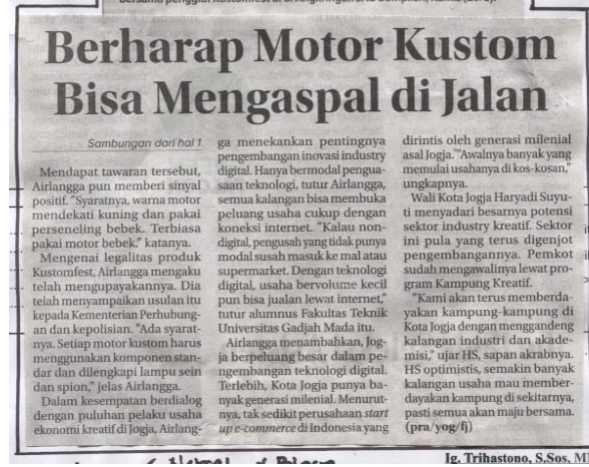 Berharap Motor Kustom
Bisa Mengaspal di Jalan
Sambungan dari hal 1
Mendapat tawaran tersebut,
Airlangga pun memberi sinyal
positif. "Syaratnya, warna motor
mendekati kuning dan pakai
perseneling bebek. Terbiasa
pakai motor bebek," katanya.
Mengenai legalitas produk
Kustomfest, Airlangga mengaku
telah mengupayakannya. Dia
telah menyampaikan usulan itu
kepada Kementerian Perhubung-
an dan kepolisian. "Ada syarat-
nya. Setiap motor kustom harus
menggunakan komponen stan-
dar dan dilengkapi lampu sein
dan spion," jelas Airlangga.
Dalam kesempatan berdialog
dengan puluhan pelaku usaha
ekonomi kreatif di Jogja, Airlang-
ga menekankan pentingnya
pengembangan inovasi industry
digital. Hanya bermodal pengua-
saan teknologi, tutur Airlangga,
semua kalangan bisa membuka
peluang usaha cukup dengan
koneksi internet. "Kalau non-
digital, pengusah yang tidak punya
modal susah masuk ke mal atau
supermarket. Dengan teknologi
digital, usaha bervolume kecil
pun bisa jualan lewat internet,"
tutur alumnus Fakultas Teknik
Universitas Gadjah Mada itu.
Airlangga menambahkan, Jog-
ja berpeluang besar dalam pe-
ngembangan teknologi digital.
Terlebih, Kota Jogja punya ba-
nyak generasi milenial. Menurut-
nya, tak sedikit perusahaan start
up e-commerce di Indonesia yang
dirintis oleh generasi milenial
asal Jogja. "Awalnya banyak yang
memulai usahanya di kos-kosan,"
ungkapnya.
Wali Kota Jogja Haryadi Suyu-
ti menyadari besarnya potensi
sektor industry kreatif. Sektor
ini pula yang terus digenjot
pengembangannya. Pemkot
sudah mengawalinya lewat pro-
gram Kampung Kreatif.
"Kami akan terus memberda-
yakan kampung-kampung di
Kota Jogja dengan menggandeng
kalangan industri dan akade-
misi," ujar HS, sapan akrabnya.
HS optimistis, semakin banyak
kalangan usaha mau member-
dayakan kampung di sekitarnya,
pasti semua akan maju bersama.
(pra/yog/fj)
Ig. Trihastono, S.Sos, M